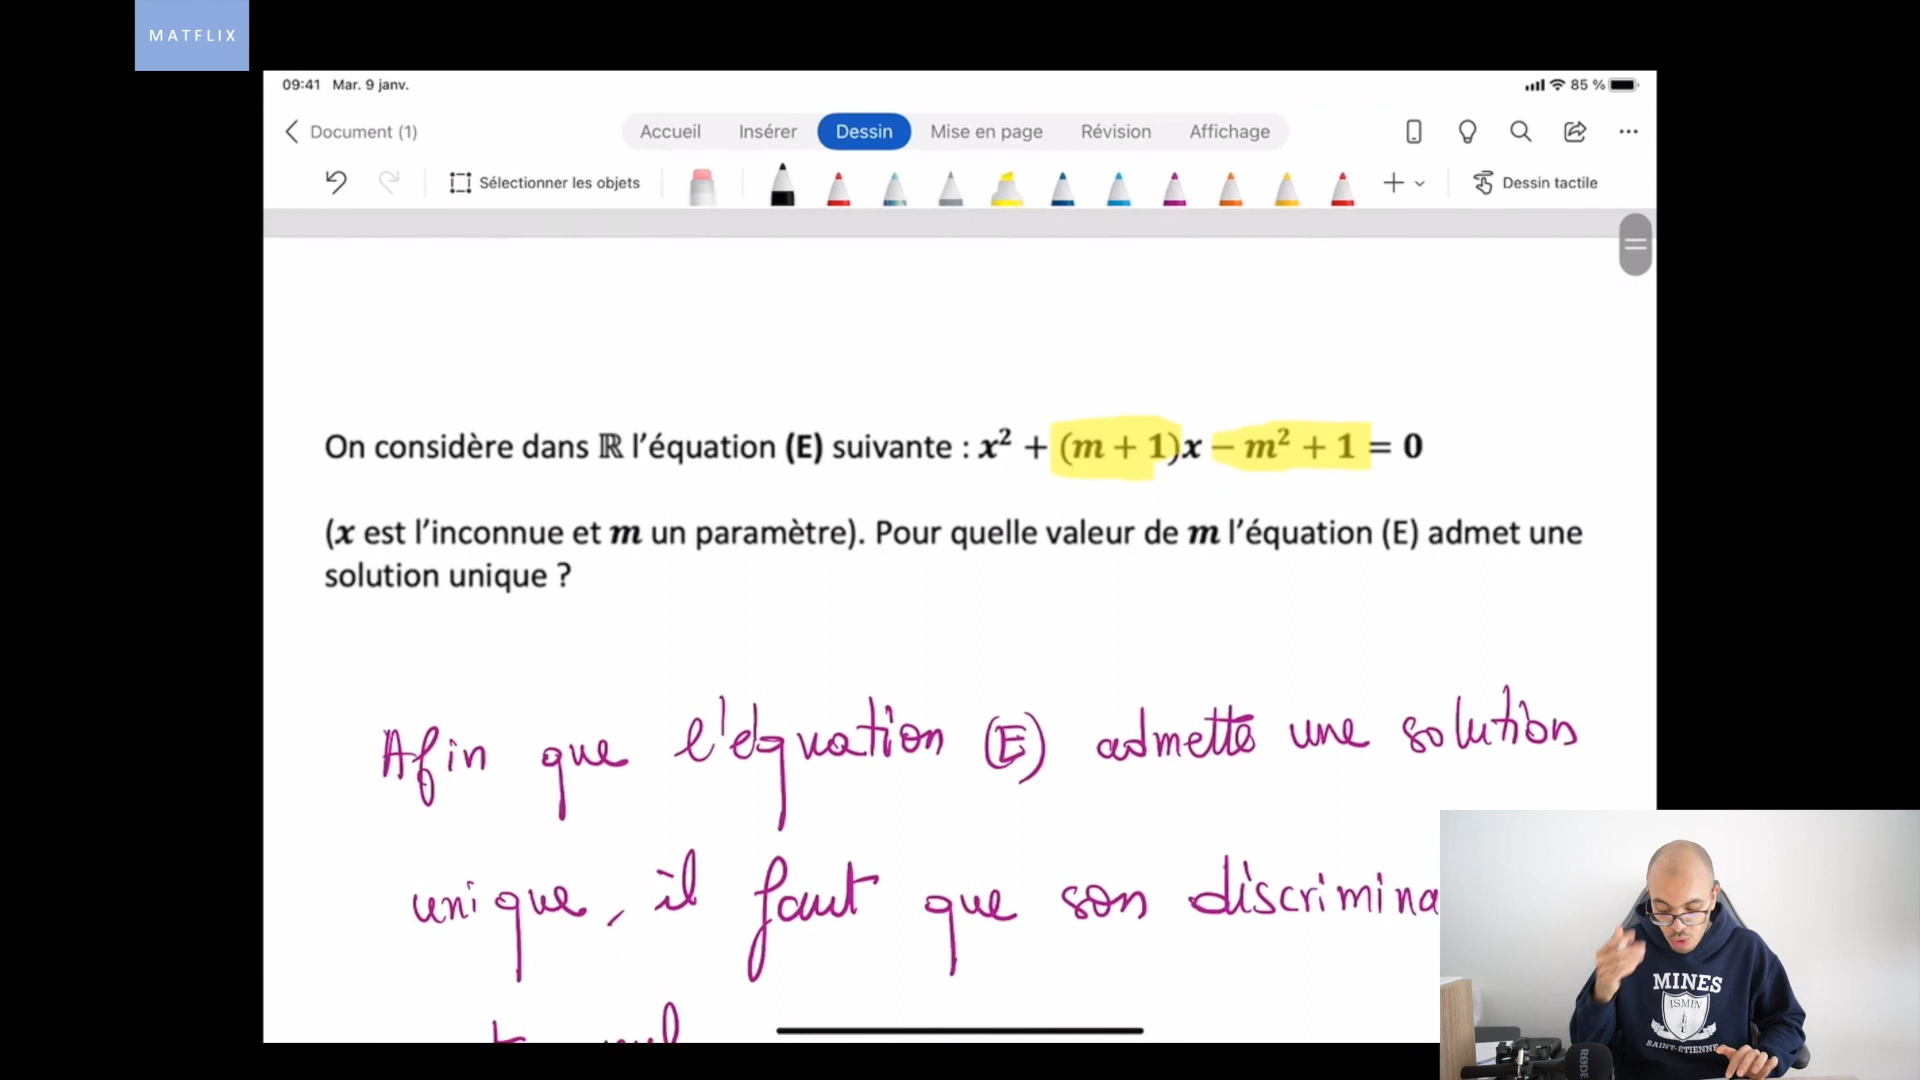 MATFLIX
09:41 Mar. 9 janv.
85 %
Document (1)
Accueil Insérer Dessin Mise en page Révision Affichage
Sélectionner les objets
Dessin tactile
On considère dans ℝ l'équation (E) suivante : x² + (m + 1)x − m² + 1 = 0
(x est l'inconnue et m un paramètre). Pour quelle valeur de m l'équation (E) admet une
solution unique ?
Afin que l'équation (E) admette une solution
unique, il faut que son discrimina
MINES
ISMIN
SAINT-ÉTIENNE
RØDE